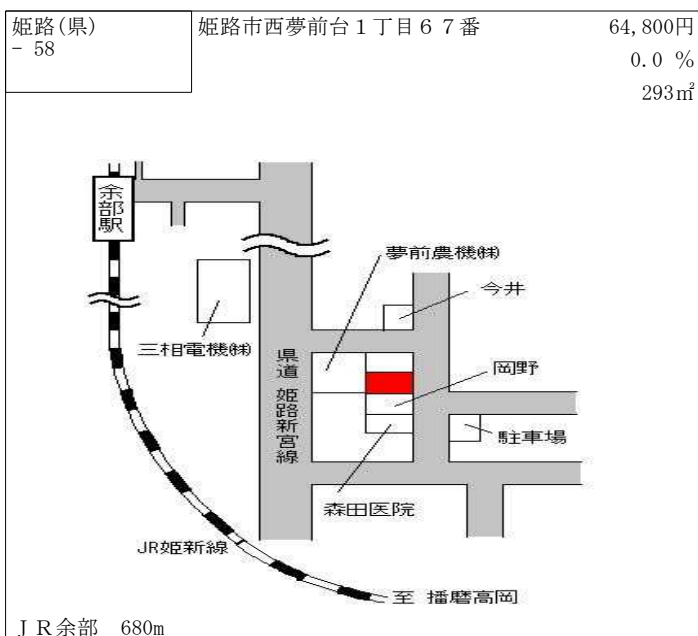 姫路(県)
- 58
姫路市西夢前台１丁目６７番
64,800円
0.0 %
293㎡
余部駅
夢前農機㈱
今井
三相電機㈱
県道 姫路新宮線
岡野
駐車場
森田医院
JR姫新線
至 播磨高岡
ＪＲ余部 680m